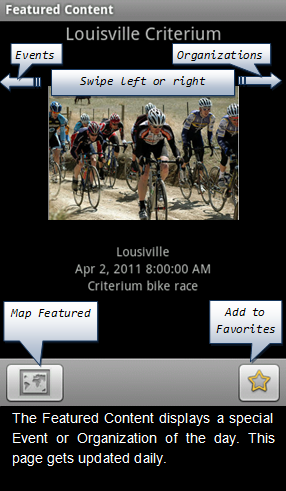 Featured Content
Louisville Criterium
Events
Organizations
Swipe left or right
Lousiville
Apr 2, 2011 8:00:00 AM
Criterium bike race
Map Featured
Add to
Favorites
The Featured Content displays a special
Event or Organization of the day. This
page gets updated daily.